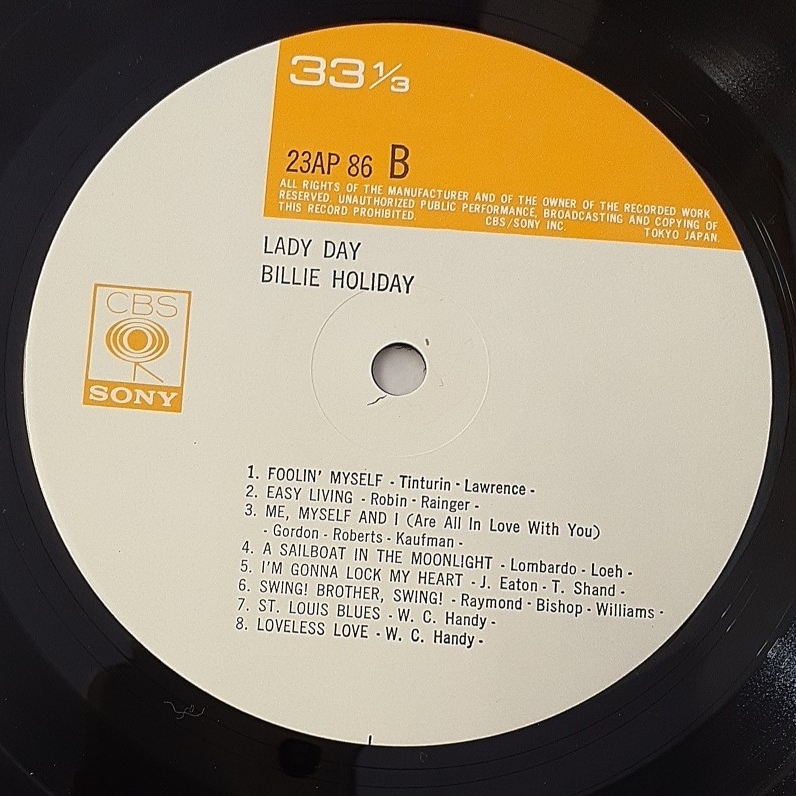 33 1/3
23AP 86 B
ALL RIGHTS OF THE MANUFACTURER AND OF THE OWNER OF THE RECORDED WORK
RESERVED. UNAUTHORIZED PUBLIC PERFORMANCE, BROADCASTING AND COPYING OF
THIS RECORD PROHIBITED. CBS/SONY INC. TOKYO JAPAN.
LADY DAY
BILLIE HOLIDAY
CBS
SONY
1. FOOLIN' MYSELF - Tinturin - Lawrence -
2. EASY LIVING - Robin - Rainger -
3. ME, MYSELF AND I (Are All In Love With You)
- Gordon - Roberts - Kaufman -
4. A SAILBOAT IN THE MOONLIGHT - Lombardo - Loeh -
5. I'M GONNA LOCK MY HEART - J. Eaton - T. Shand -
6. SWING! BROTHER, SWING! - Raymond - Bishop - Williams -
7. ST. LOUIS BLUES - W. C. Handy -
8. LOVELESS LOVE - W. C. Handy -